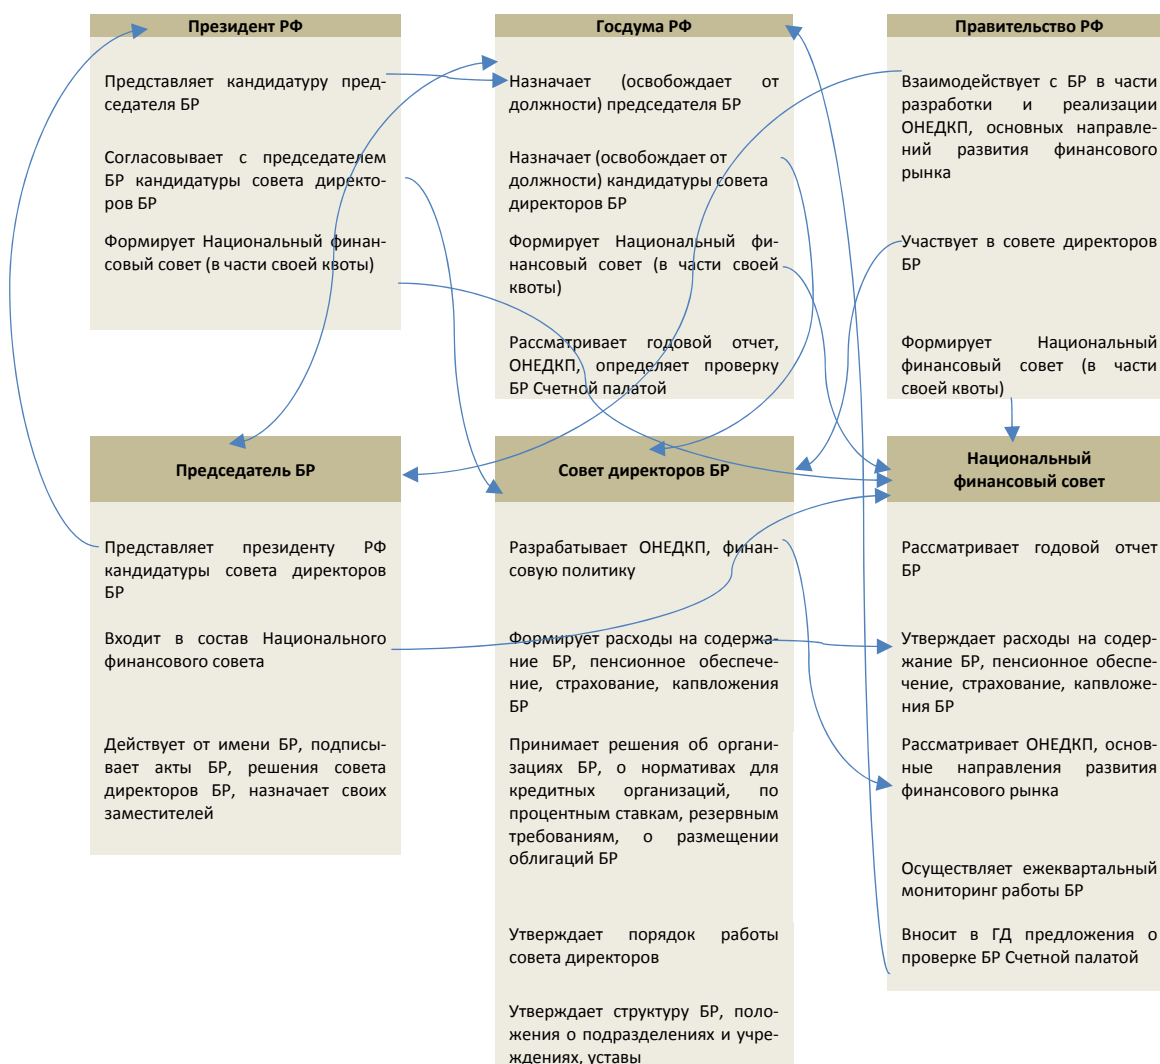 Президент РФ
Представляет кандидатуру пред-
седателя БР
Согласовывает с председателем
БР кандидатуры совета директо-
ров БР
Формирует Национальный финан-
совый совет (в части своей квоты)
Госдума РФ
Назначает (освобождает от
должности) председателя БР
Назначает (освобождает от
должности) кандидатуры совета
директоров БР
Формирует Национальный фи-
нансовый совет (в части своей
квоты)
Рассматривает годовой отчет,
ОНЕДКП, определяет проверку
БР Счетной палатой
Правительство РФ
Взаимодействует с БР в части
разработки и реализации
ОНЕДКП, основных направле-
ний развития финансового
рынка
Участвует в совете директоров
БР
Формирует Национальный
финансовый совет (в части
своей квоты)
Председатель БР
Представляет президенту РФ
кандидатуры совета директоров
БР
Входит в состав Национального
финансового совета
Действует от имени БР, подписы-
вает акты БР, решения совета
директоров БР, назначает своих
заместителей
Совет директоров БР
Разрабатывает ОНЕДКП, финан-
совую политику
Формирует расходы на содержа-
ние БР, пенсионное обеспече-
ние, страхование, капвложения
БР
Принимает решения об органи-
зациях БР, о нормативах для
кредитных организаций, по
процентным ставкам, резервным
требованиям, о размещении
облигаций БР
Утверждает порядок работы
совета директоров
Утверждает структуру БР, поло-
жения о подразделениях и учре-
ждениях, уставы
Национальный
финансовый совет
Рассматривает годовой отчет
БР
Утверждает расходы на содер-
жание БР, пенсионное обеспе-
чение, страхование, капвложе-
ния БР
Рассматривает ОНЕДКП, основ-
ные направления развития
финансового рынка
Осуществляет ежеквартальный
мониторинг работы БР
Вносит в ГД предложения о
проверке БР Счетной палатой